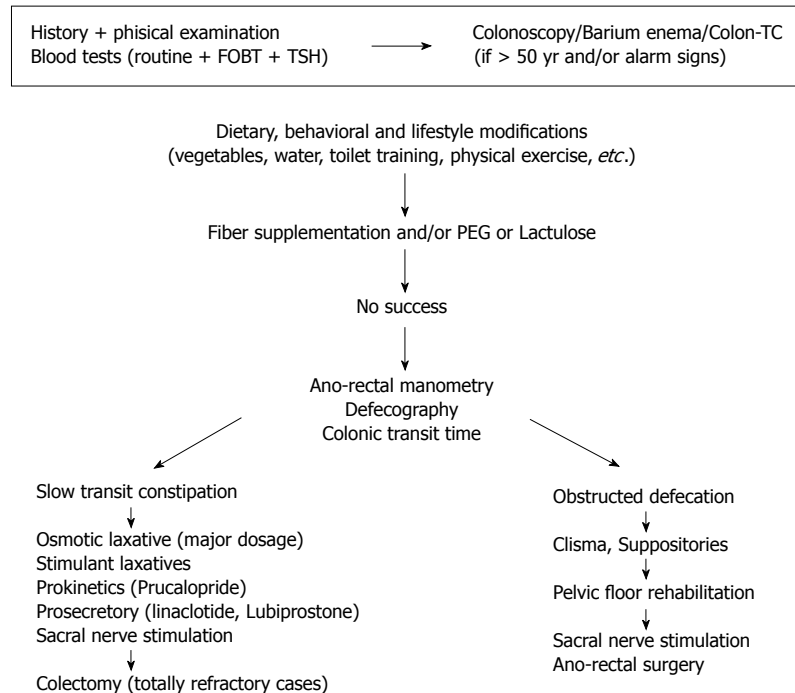 History + phisical examination
Blood tests (routine + FOBT + TSH)
Colonoscopy/Barium enema/Colon-TC
(if > 50 yr and/or alarm signs)
Dietary, behavioral and lifestyle modifications
(vegetables, water, toilet training, physical exercise, etc.)
Fiber supplementation and/or PEG or Lactulose
No success
Ano-rectal manometry
Defecography
Colonic transit time
Slow transit constipation
Osmotic laxative (major dosage)
Stimulant laxatives
Prokinetics (Prucalopride)
Prosecretory (linaclotide, Lubiprostone)
Sacral nerve stimulation
Colectomy (totally refractory cases)
Obstructed defecation
Clisma, Suppositories
Pelvic floor rehabilitation
Sacral nerve stimulation
Ano-rectal surgery